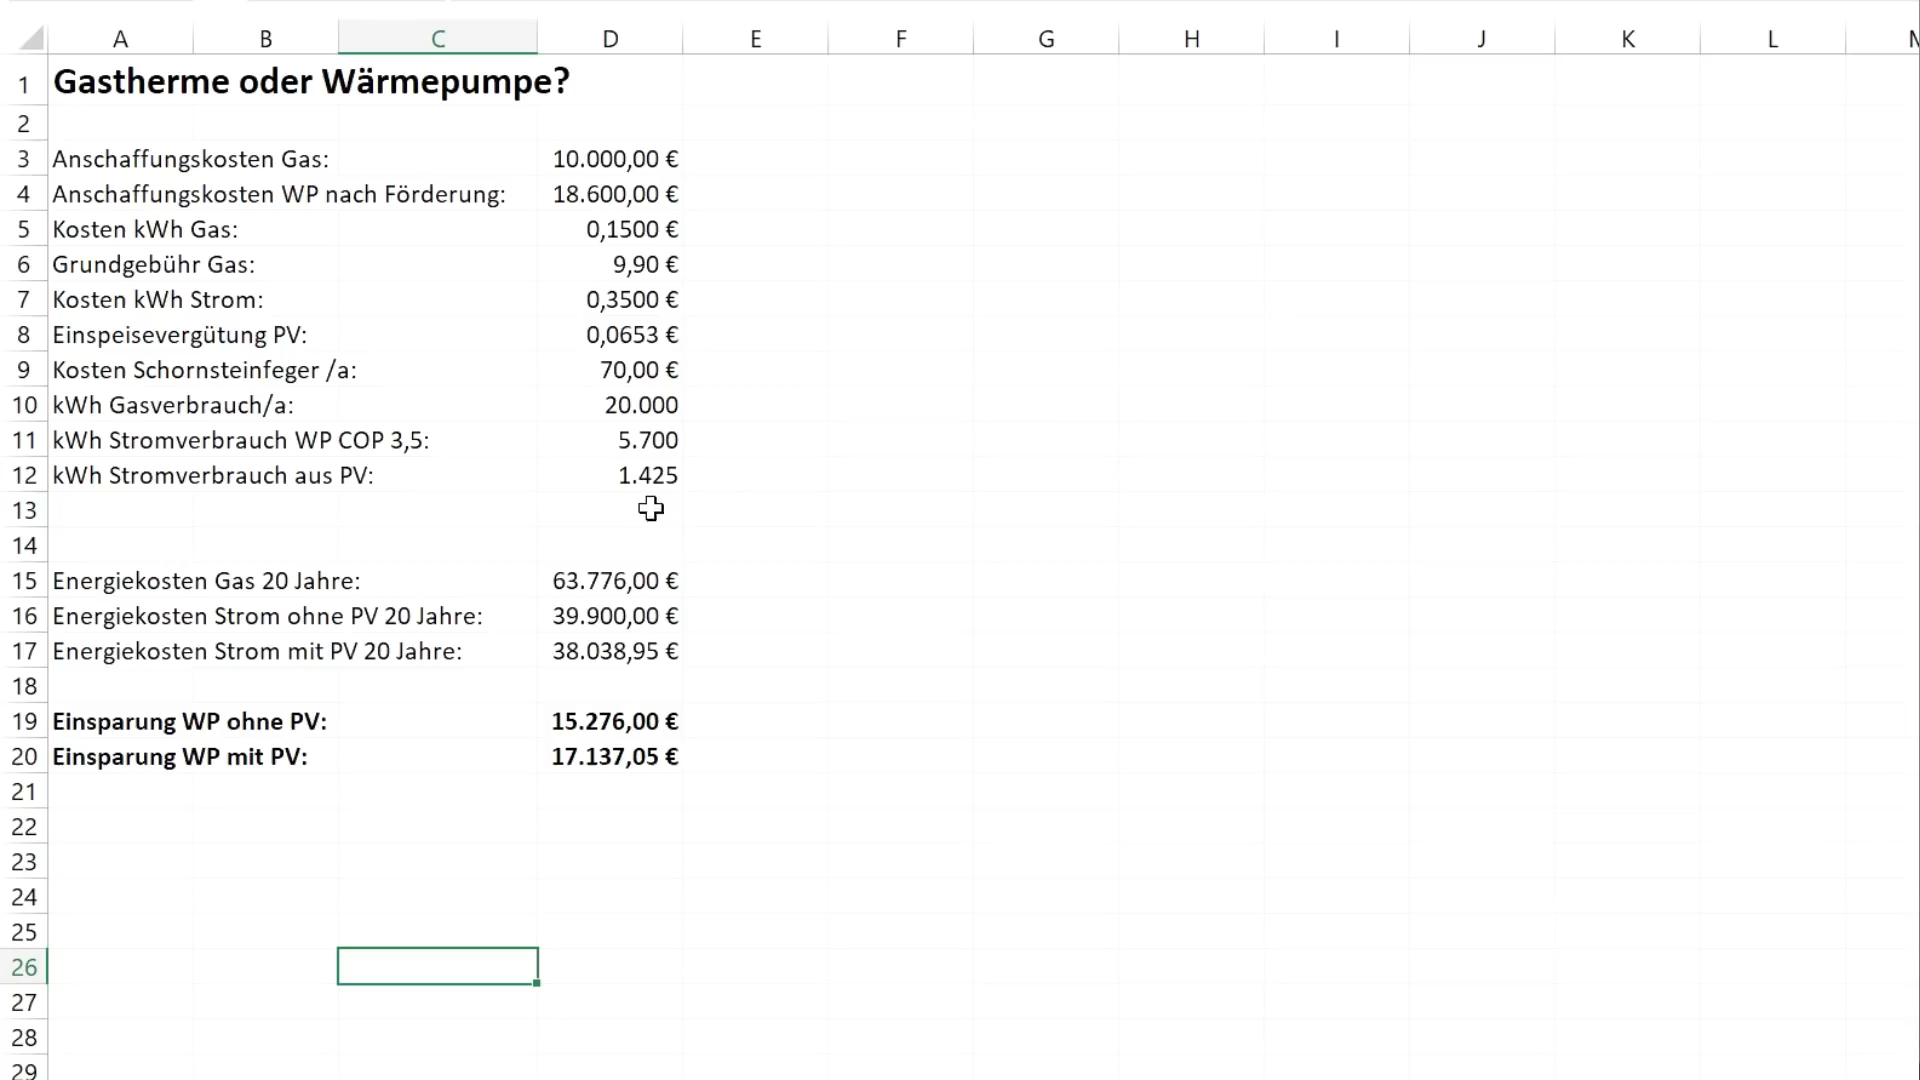 A B C D E F G H I J K L
1 Gastherme oder Wärmepumpe?
2
3 Anschaffungskosten Gas: 10.000,00 €
4 Anschaffungskosten WP nach Förderung: 18.600,00 €
5 Kosten kWh Gas: 0,1500 €
6 Grundgebühr Gas: 9,90 €
7 Kosten kWh Strom: 0,3500 €
8 Einspeisevergütung PV: 0,0653 €
9 Kosten Schornsteinfeger /a: 70,00 €
10 kWh Gasverbrauch/a: 20.000
11 kWh Stromverbrauch WP COP 3,5: 5.700
12 kWh Stromverbrauch aus PV: 1.425
13
14
15 Energiekosten Gas 20 Jahre: 63.776,00 €
16 Energiekosten Strom ohne PV 20 Jahre: 39.900,00 €
17 Energiekosten Strom mit PV 20 Jahre: 38.038,95 €
18
19 Einsparung WP ohne PV: 15.276,00 €
20 Einsparung WP mit PV: 17.137,05 €
21
22
23
24
25
26
27
28
29